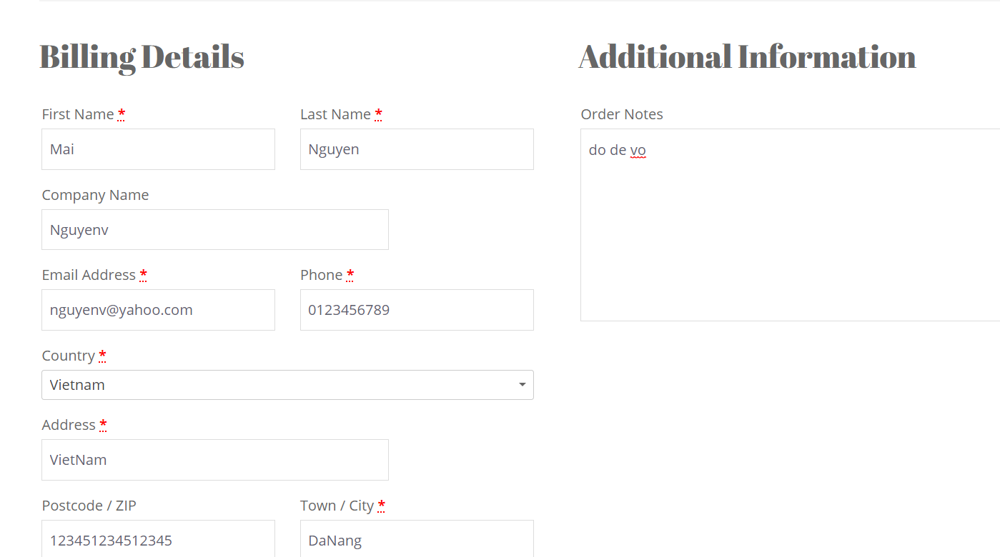 Billing Details
First Name *
Last Name *
Mai
Nguyen
Company Name
Nguyenv
Email Address *
Phone *
nguyenv@yahoo.com
0123456789
Country *
Vietnam
Address *
VietNam
Postcode / ZIP
Town / City *
123451234512345
DaNang
Additional Information
Order Notes
do de vo